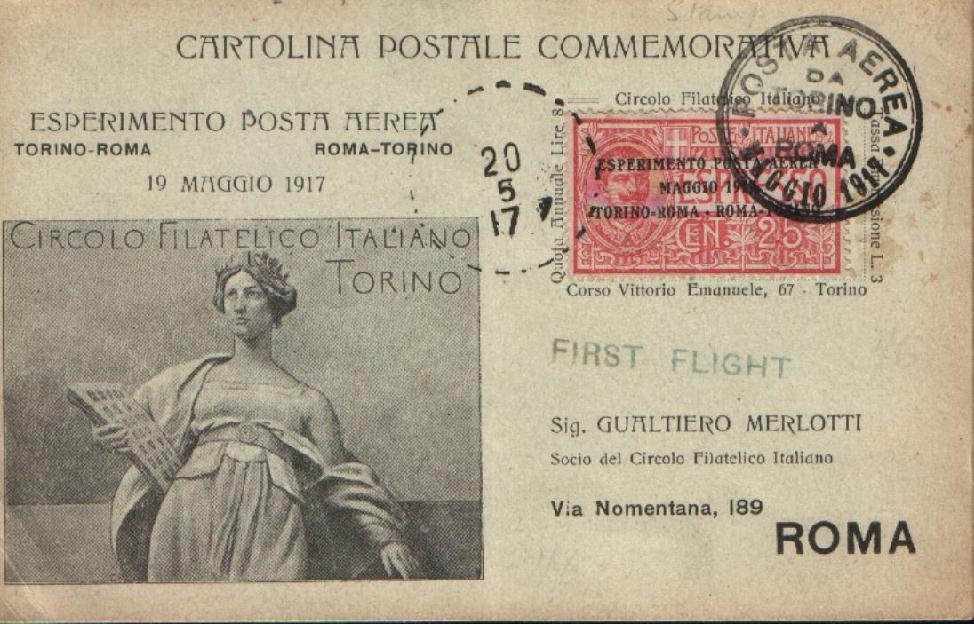 CARTOLINA POSTALE COMMEMORATIVA
ESPERIMENTO POSTA AEREA
TORINO-ROMA ROMA-TORINO
19 MAGGIO 1917
CIRCOLO FILATELICO ITALIANO
TORINO
20
5
17
Circolo Filatelico Italiano
Quota Annuale Lire 8
Tassa
sione L. 3
Corso Vittorio Emanuele, 67 - Torino
POSTE ITALIANE
ESPRESSO
CEN. 25
ESPERIMENTO POSTA AEREA
MAGGIO
TORINO-ROMA · ROMA-
POSTA AEREA
DA
TORINO
A
ROMA
MAGGIO 1917
FIRST FLIGHT
Sig. GUALTIERO MERLOTTI
Socio del Circolo Filatelico Italiano
Via Nomentana, 189
ROMA